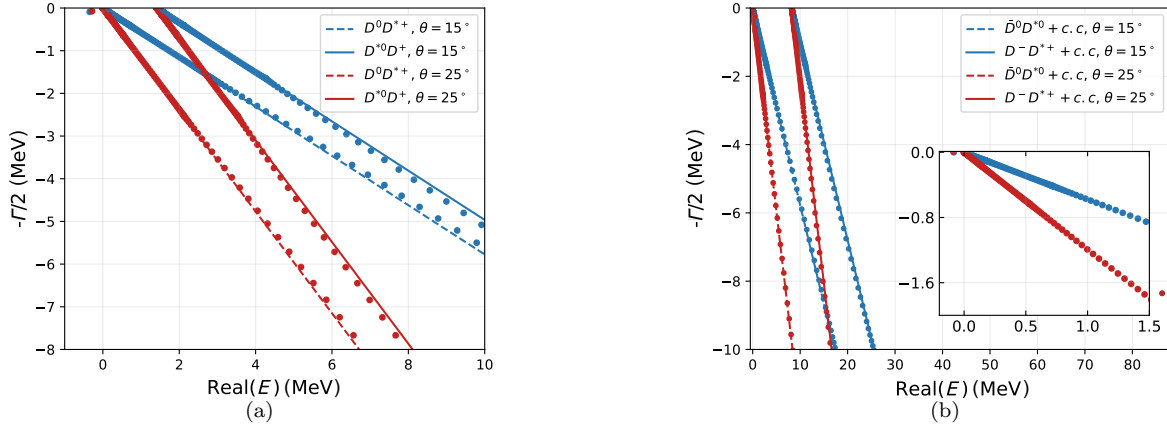 0
−1
−2
−3
−4
−5
−6
−7
−8
-Γ/2 (MeV)
0 2 4 6 8 10
Real(E) (MeV)
D⁰D*⁺, θ = 15°
D*⁰D⁺, θ = 15°
D⁰D*⁺, θ = 25°
D*⁰D⁺, θ = 25°
(a)
0
−2
−4
−6
−8
−10
-Γ/2 (MeV)
0 10 20 30 40 50 60 70 80
Real(E) (MeV)
D̄⁰D*⁰ + c.c, θ = 15°
D⁻D*⁺ + c.c, θ = 15°
D̄⁰D*⁰ + c.c, θ = 25°
D⁻D*⁺ + c.c, θ = 25°
0.0
−0.8
−1.6
0.0 0.5 1.0 1.5
(b)